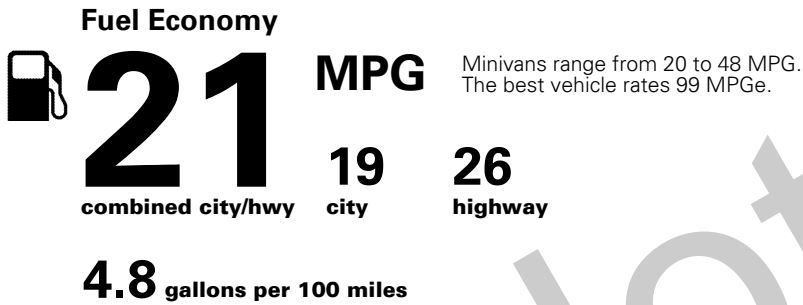 Fuel Economy
21 MPG
Minivans range from 20 to 48 MPG.
The best vehicle rates 99 MPGe.
19 26
combined city/hwy city highway
4.8 gallons per 100 miles